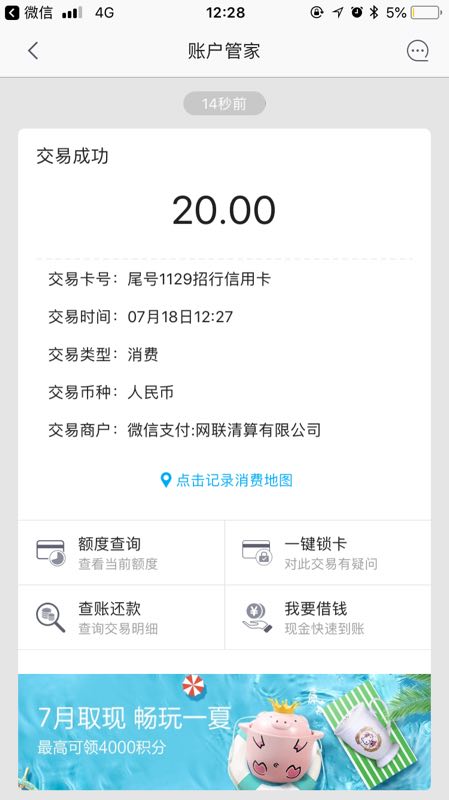 微信 4G 12:28 5%
账户管家
14秒前
交易成功
20.00
交易卡号：尾号1129招行信用卡
交易时间：07月18日12:27
交易类型：消费
交易币种：人民币
交易商户：微信支付:网联清算有限公司
点击记录消费地图
额度查询
查看当前额度
一键锁卡
对此交易有疑问
查账还款
查询交易明细
我要借钱
现金快速到账
7月取现 畅玩一夏
最高可领4000积分